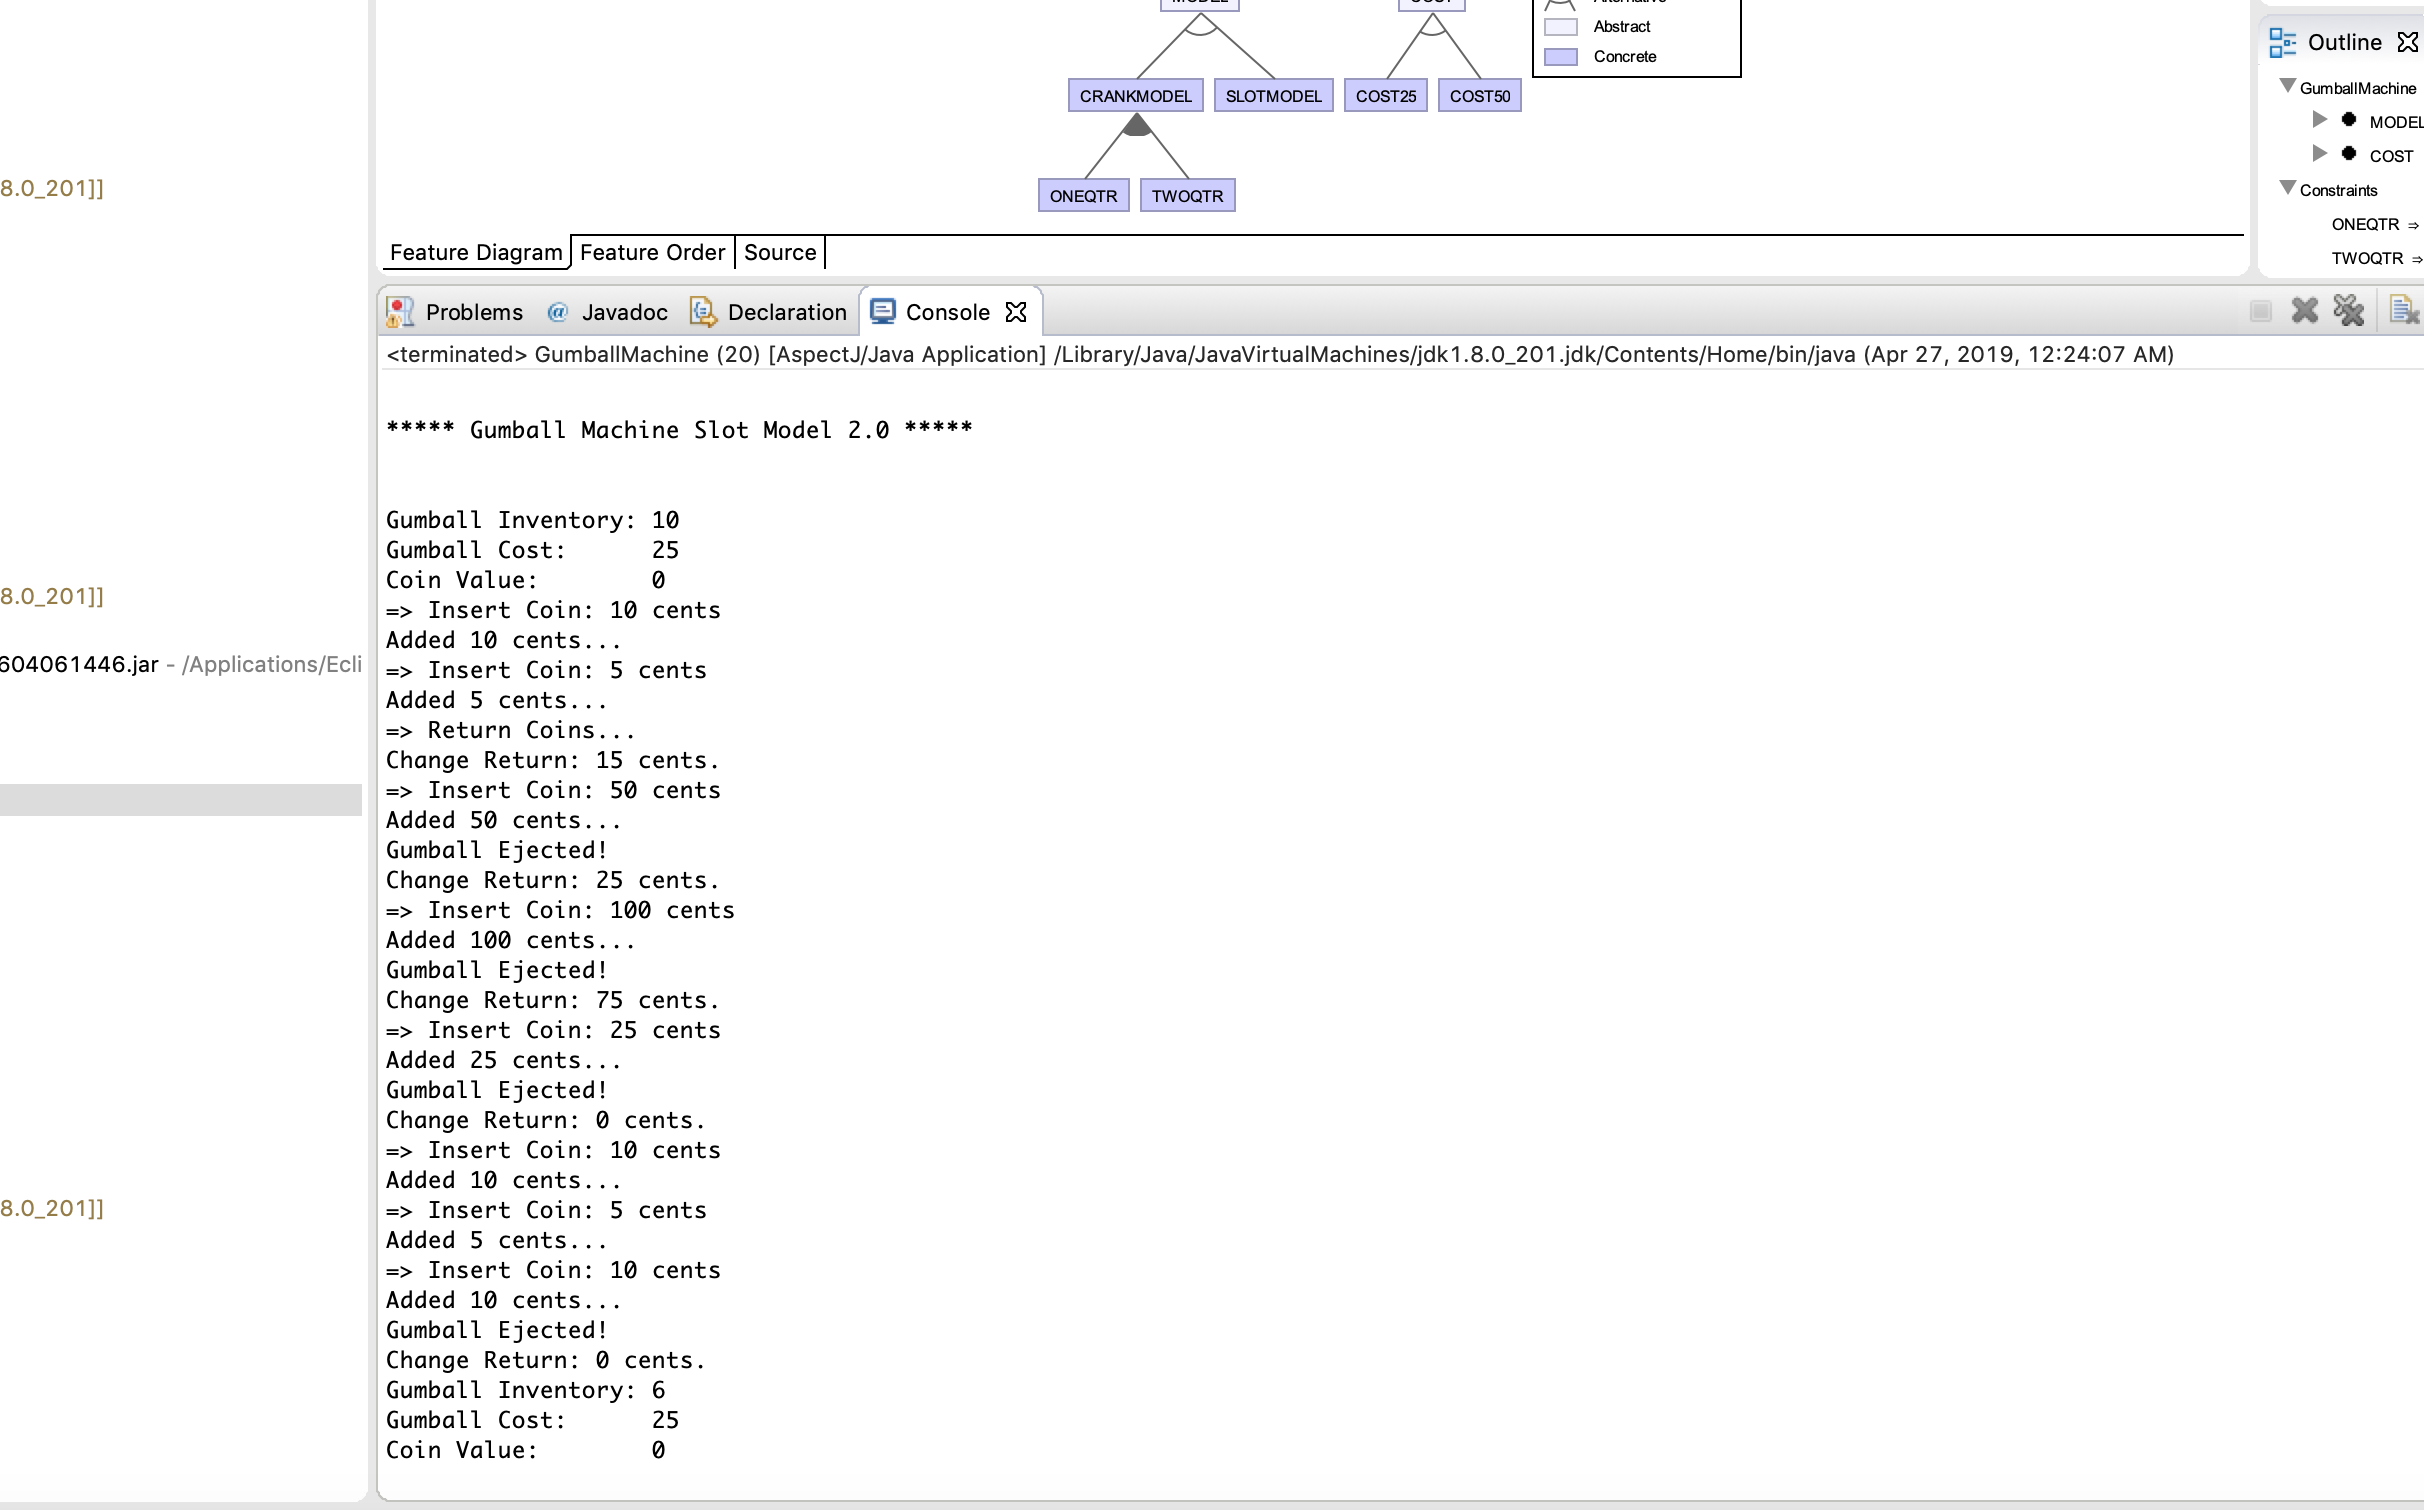 8.0_201]]
8.0_201]]
604061446.jar - /Applications/Ecli
8.0_201]]
MODEL COST
Alternative
Abstract
Concrete
CRANKMODEL SLOTMODEL COST25 COST50
ONEQTR TWOQTR
Feature Diagram Feature Order Source
Outline
GumballMachine
MODEL
COST
Constraints
ONEQTR ⇒
TWOQTR ⇒
Problems @ Javadoc Declaration Console
<terminated> GumballMachine (20) [AspectJ/Java Application] /Library/Java/JavaVirtualMachines/jdk1.8.0_201.jdk/Contents/Home/bin/java (Apr 27, 2019, 12:24:07 AM)
***** Gumball Machine Slot Model 2.0 *****
Gumball Inventory: 10
Gumball Cost: 25
Coin Value: 0
=> Insert Coin: 10 cents
Added 10 cents...
=> Insert Coin: 5 cents
Added 5 cents...
=> Return Coins...
Change Return: 15 cents.
=> Insert Coin: 50 cents
Added 50 cents...
Gumball Ejected!
Change Return: 25 cents.
=> Insert Coin: 100 cents
Added 100 cents...
Gumball Ejected!
Change Return: 75 cents.
=> Insert Coin: 25 cents
Added 25 cents...
Gumball Ejected!
Change Return: 0 cents.
=> Insert Coin: 10 cents
Added 10 cents...
=> Insert Coin: 5 cents
Added 5 cents...
=> Insert Coin: 10 cents
Added 10 cents...
Gumball Ejected!
Change Return: 0 cents.
Gumball Inventory: 6
Gumball Cost: 25
Coin Value: 0